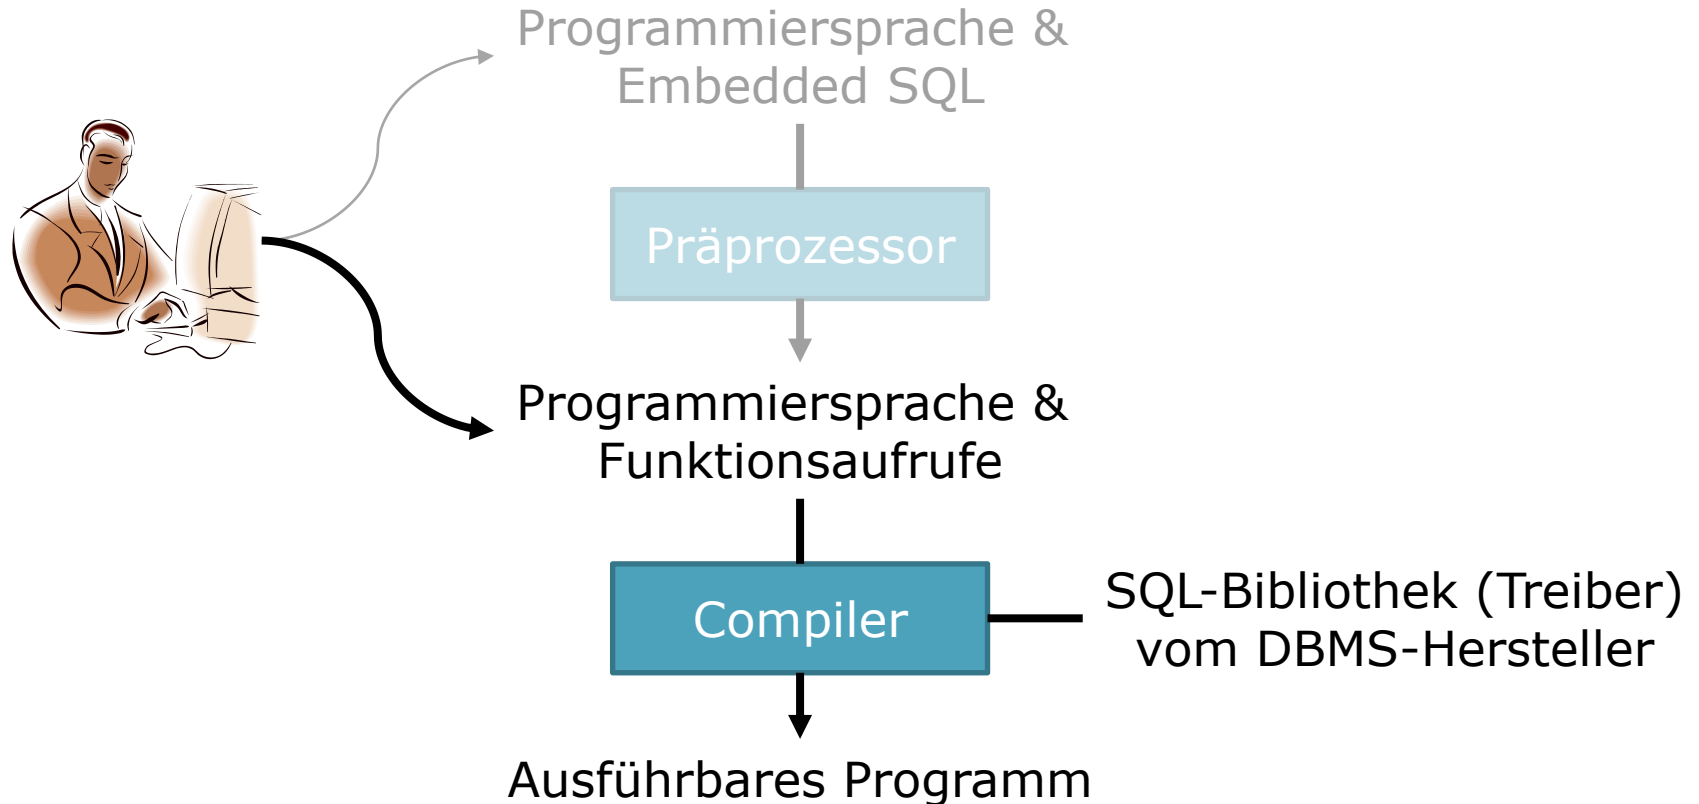 Programmiersprache &
Embedded SQL
Präprozessor
Programmiersprache &
Funktionsaufrufe
Compiler
SQL-Bibliothek (Treiber)
vom DBMS-Hersteller
Ausführbares Programm